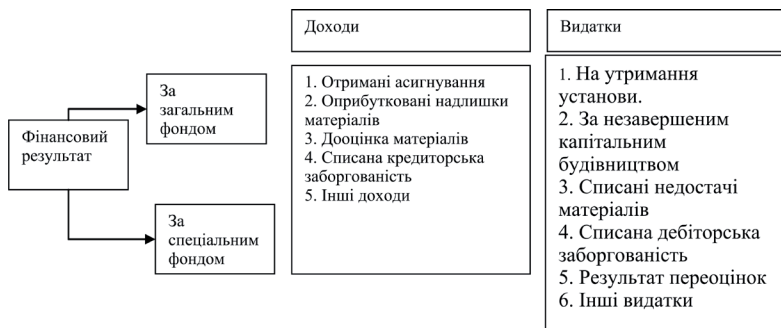 Фінансовий
результат
За
загальним
фондом
За
спеціальним
фондом
Доходи
1. Отримані асигнування
2. Оприбутковані надлишки
матеріалів
3. Дооцінка матеріалів
4. Списана кредиторська
заборгованість
5. Інші доходи
Видатки
1. На утримання
установи.
2. За незавершеним
капітальним
будівництвом
3. Списані недостачі
матеріалів
4. Списана дебіторська
заборгованість
5. Результат переоцінок
6. Інші видатки